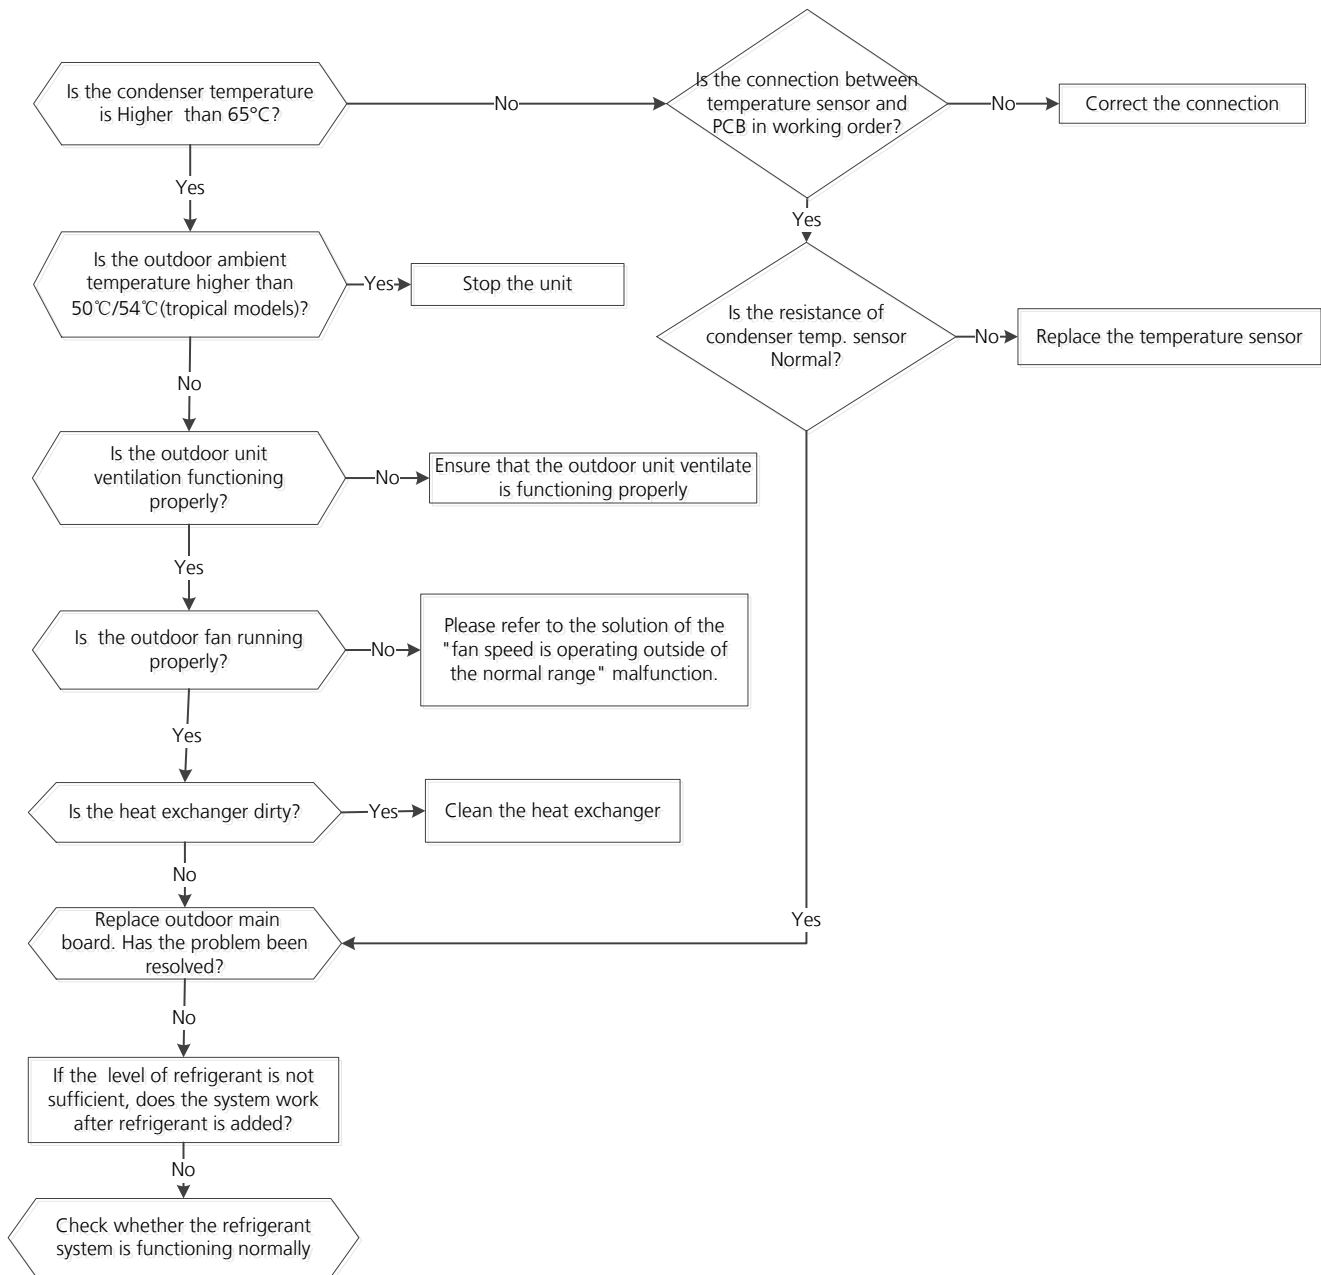 Is the condenser temperature
is Higher  than 65°C?
No
Is the connection between
temperature sensor and
PCB in working order?
No
Correct the connection
Yes
Yes
Is the outdoor ambient
temperature higher than
50℃/54℃(tropical models)?
Yes
Stop the unit
Is the resistance of
condenser temp. sensor
Normal?
No
Replace the temperature sensor
No
Is the outdoor unit
ventilation functioning
properly?
No
Ensure that the outdoor unit ventilate
is functioning properly
Yes
Is  the outdoor fan running
properly?
No
Please refer to the solution of the
"fan speed is operating outside of
the normal range" malfunction.
Yes
Is the heat exchanger dirty?
Yes
Clean the heat exchanger
No
Replace outdoor main
board. Has the problem been
resolved?
Yes
No
If the  level of refrigerant is not
sufficient, does the system work
after refrigerant is added?
No
Check whether the refrigerant
system is functioning normally